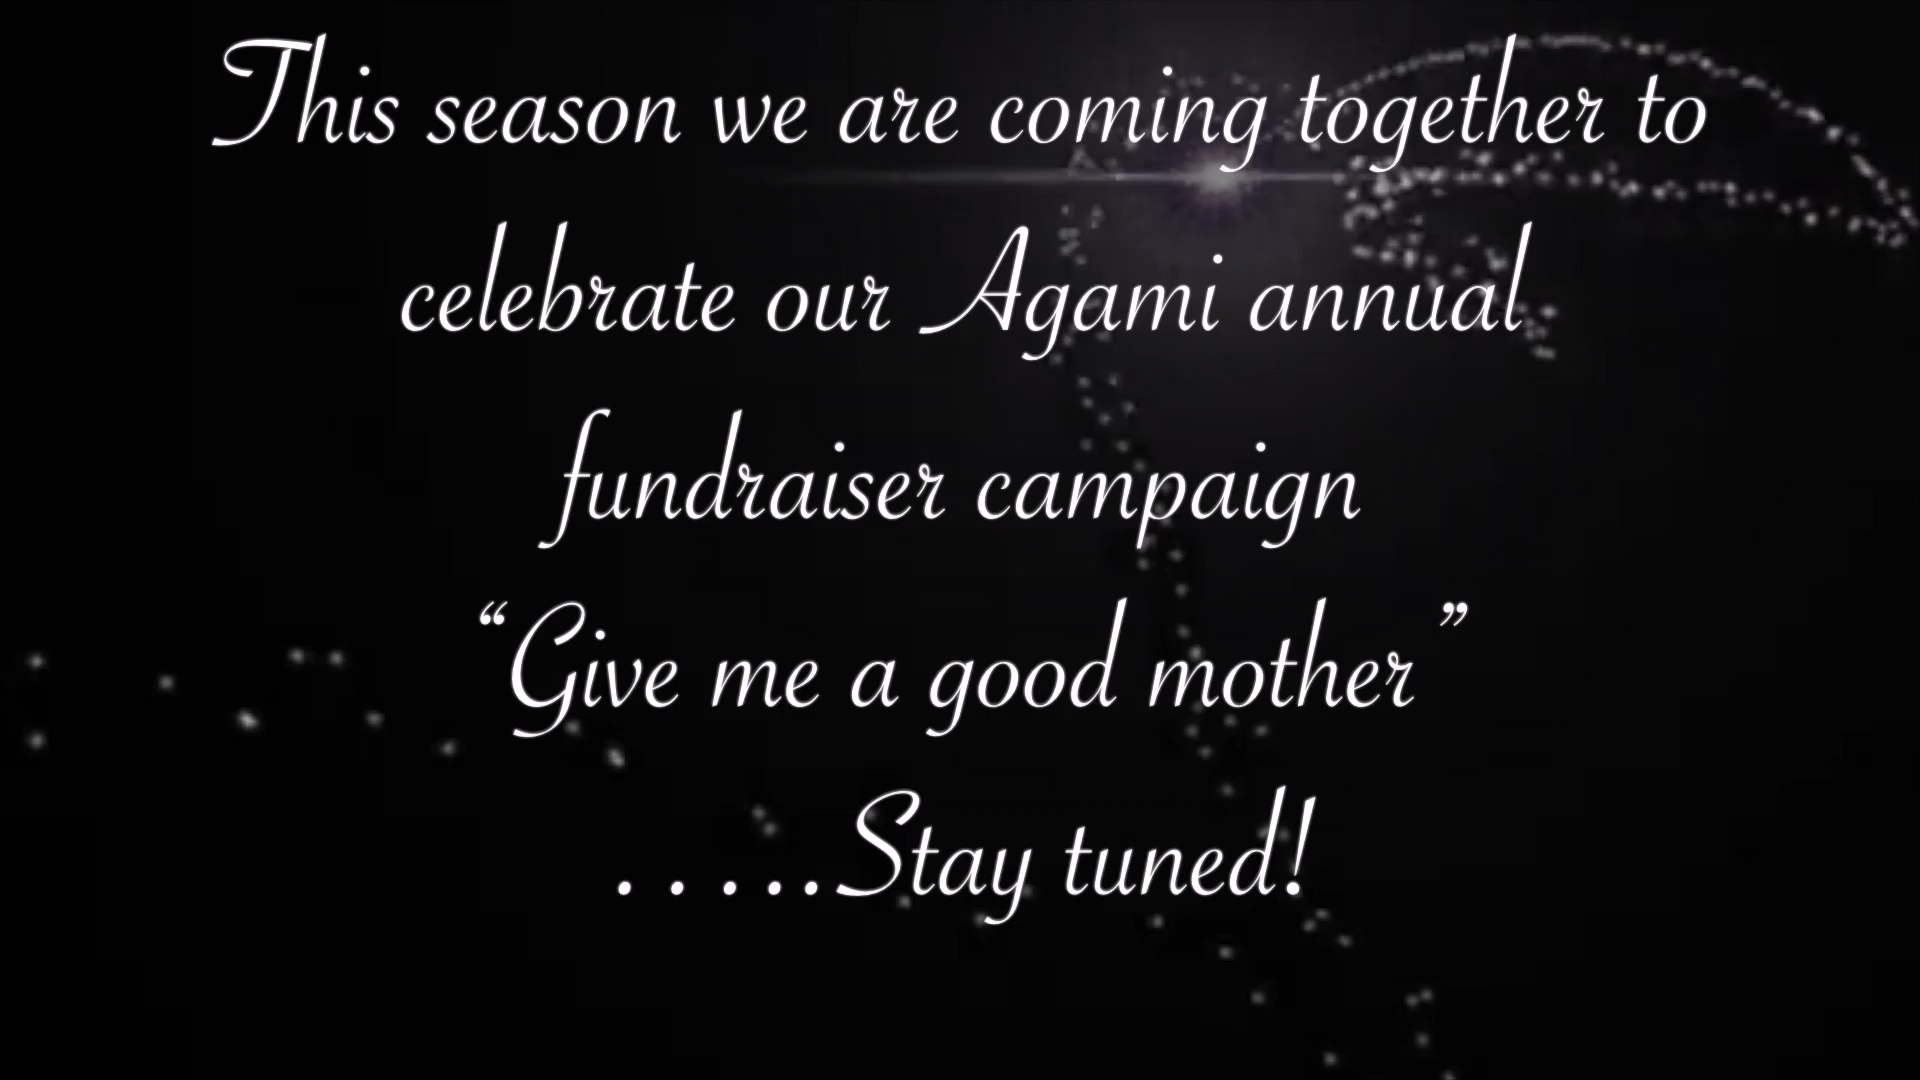 This season we are coming together to
celebrate our Agami annual
fundraiser campaign
“Give me a good mother”
.....Stay tuned!